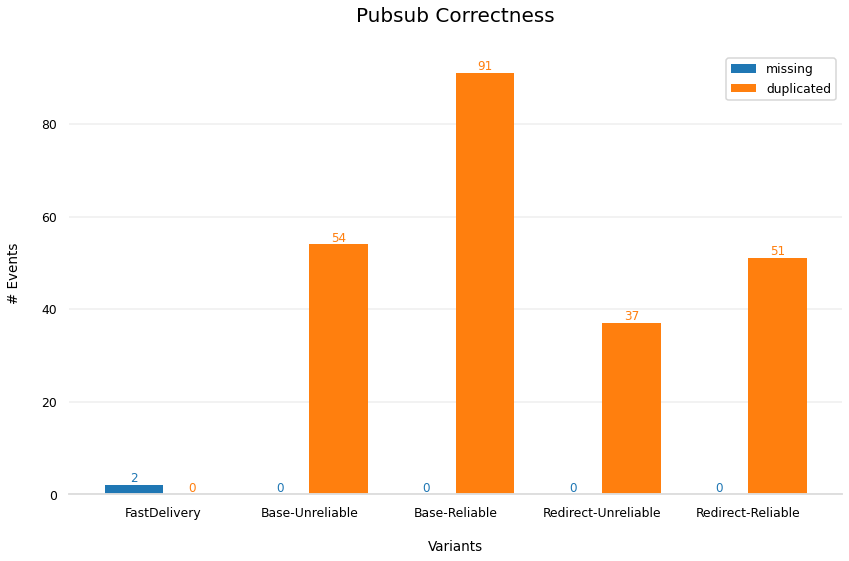 Pubsub Correctness
missing
duplicated
# Events
80
60
40
20
0
2
0
0
54
0
91
0
37
0
51
FastDelivery
Base-Unreliable
Base-Reliable
Redirect-Unreliable
Redirect-Reliable
Variants